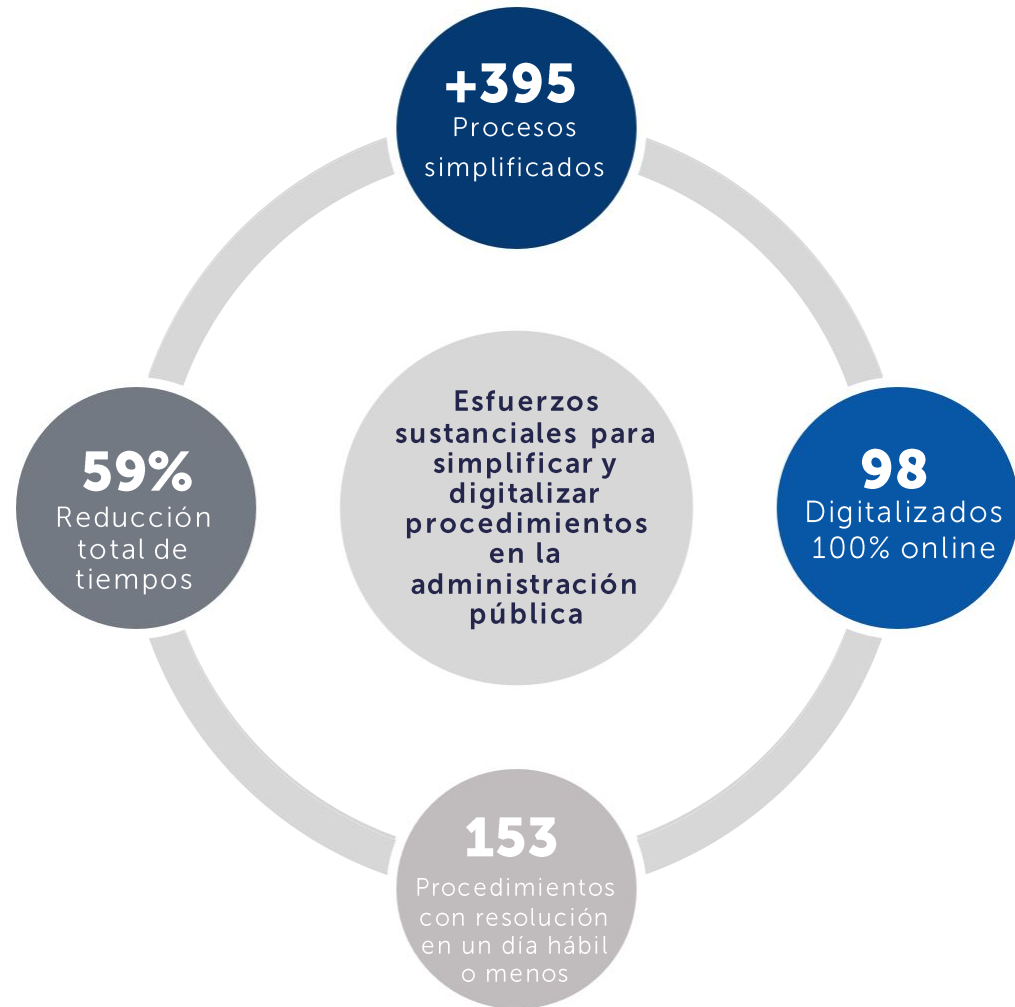 +395
Procesos
simplificados
59%
Reducción
total de
tiempos
Esfuerzos
sustanciales para
simplificar y
digitalizar
procedimientos
en la
administración
pública
98
Digitalizados
100% online
153
Procedimientos
con resolución
en un día hábil
o menos